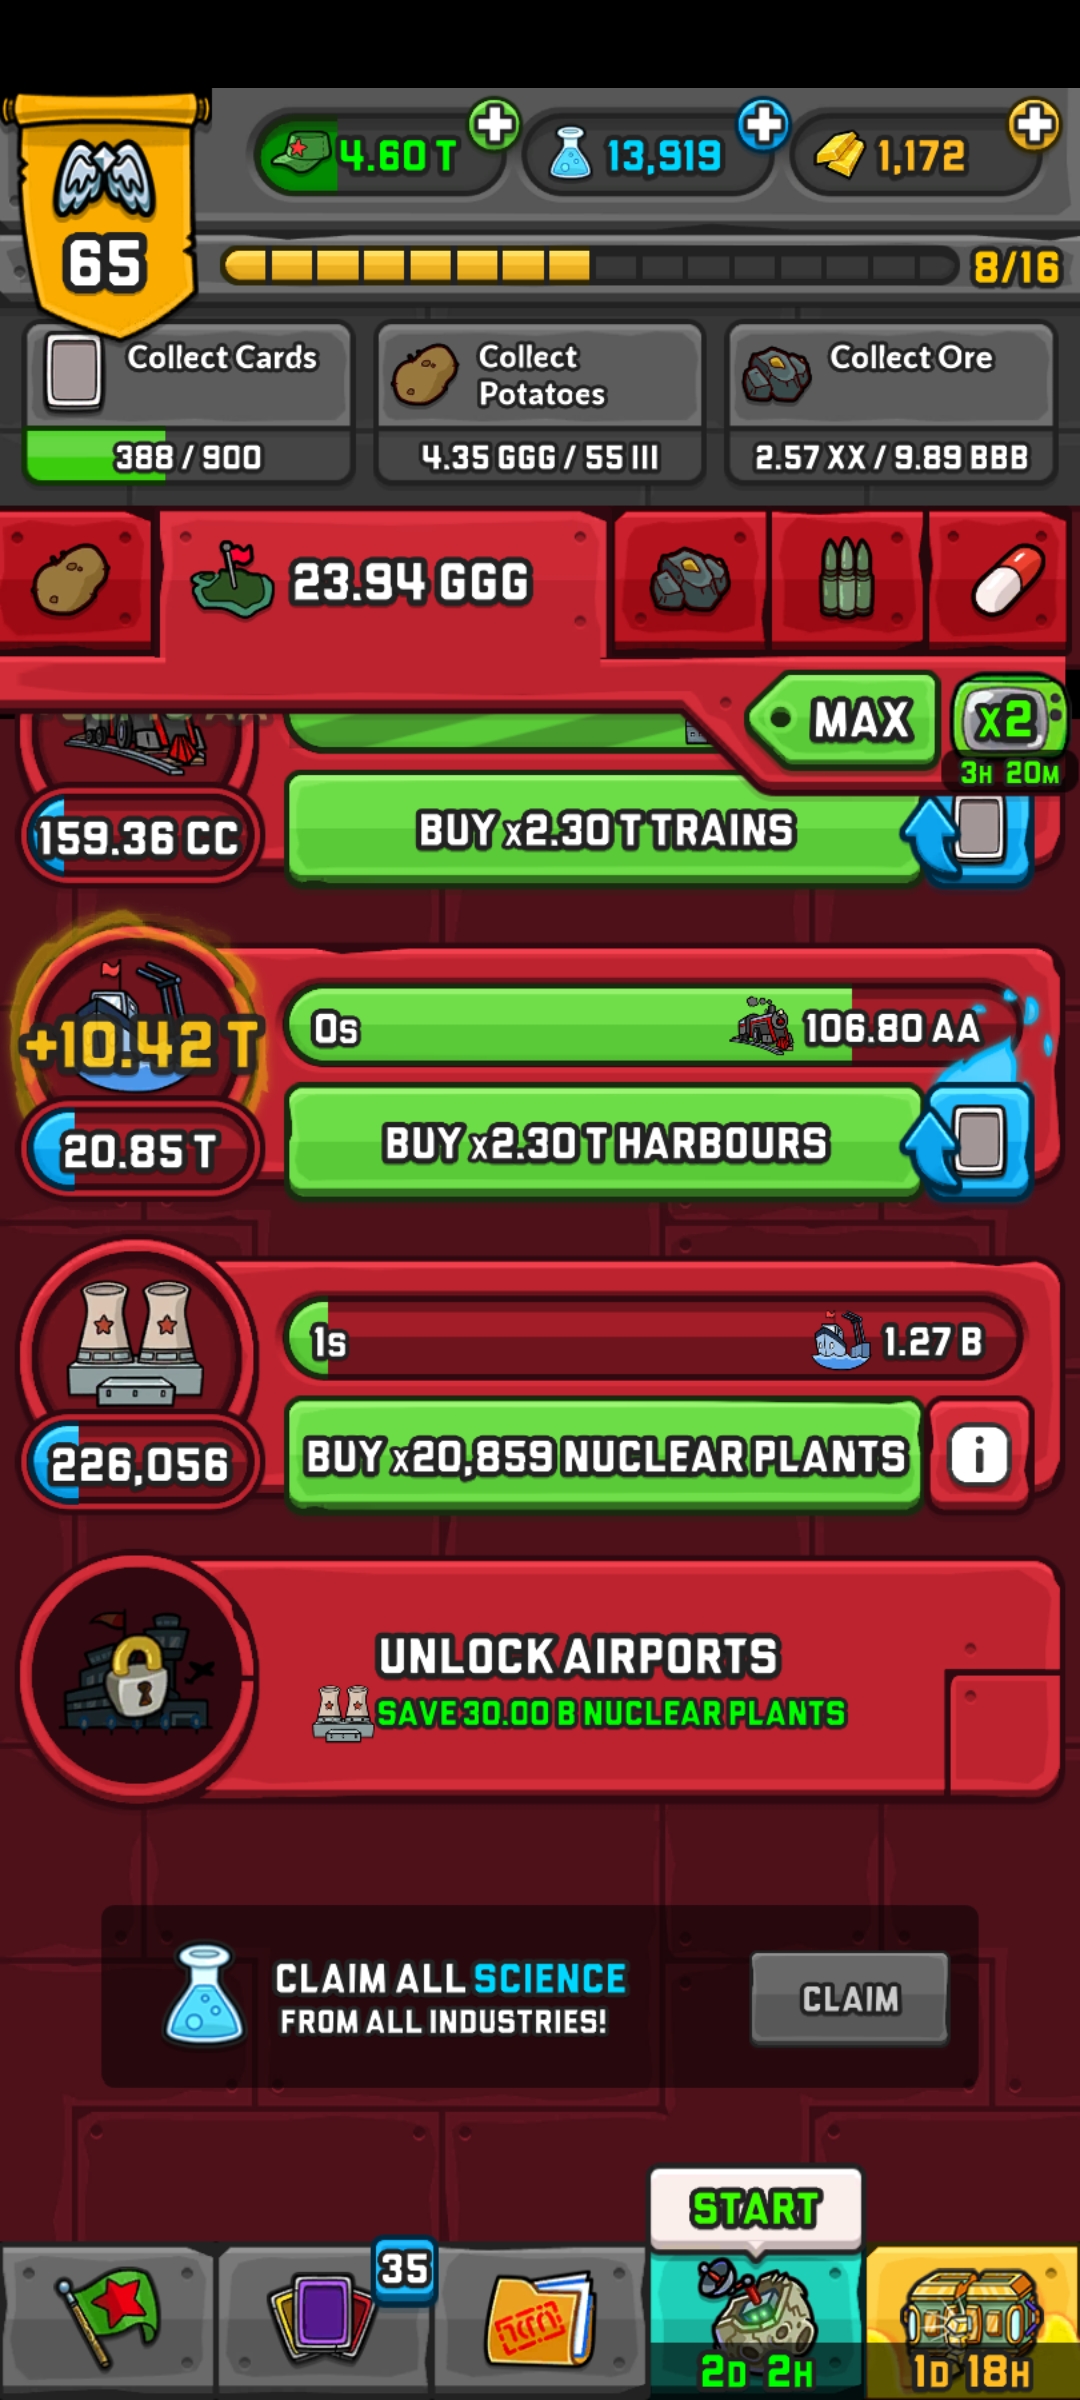 4.60 T
13,919
1,172
65
8/16
Collect Cards
388 / 900
Collect
Potatoes
4.35 GGG / 55 III
Collect Ore
2.57 XX / 9.89 BBB
23.94 GGG
MAX
X2
3H 20M
159.36 CC
BUY x2.30 T TRAINS
+10.42 T
0s
106.80 AA
20.85 T
BUY x2.30 T HARBOURS
1s
1.27 B
226,056
BUY x20,859 NUCLEAR PLANTS
i
UNLOCK AIRPORTS
SAVE 30.00 B NUCLEAR PLANTS
CLAIM ALL SCIENCE
FROM ALL INDUSTRIES!
CLAIM
START
35
2D 2H
1D 18H